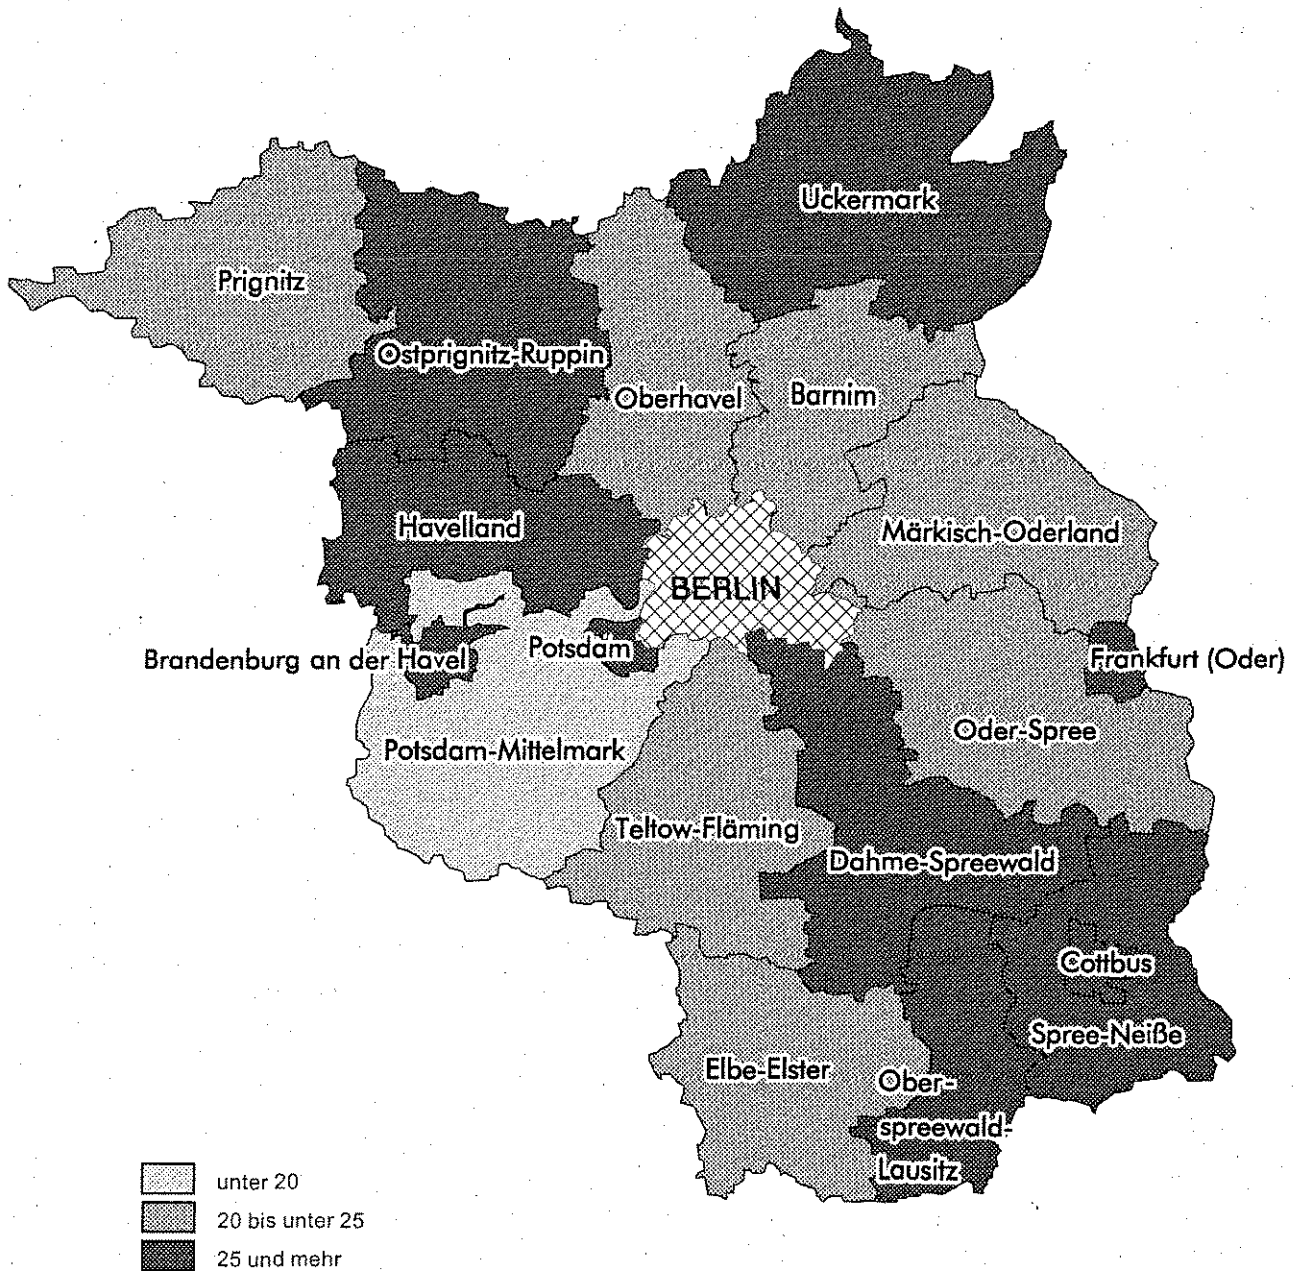 Uckermark
Prignitz
Ostprignitz-Ruppin
Oberhavel
Barnim
Havelland
Märkisch-Oderland
BERLIN
Brandenburg an der Havel
Potsdam
Frankfurt (Oder)
Potsdam-Mittelmark
Oder-Spree
Teltow-Fläming
Dahme-Spreewald
Cottbus
Spree-Neiße
Elbe-Elster
Ober-
spreewald-
Lausitz
unter 20
20 bis unter 25
25 und mehr